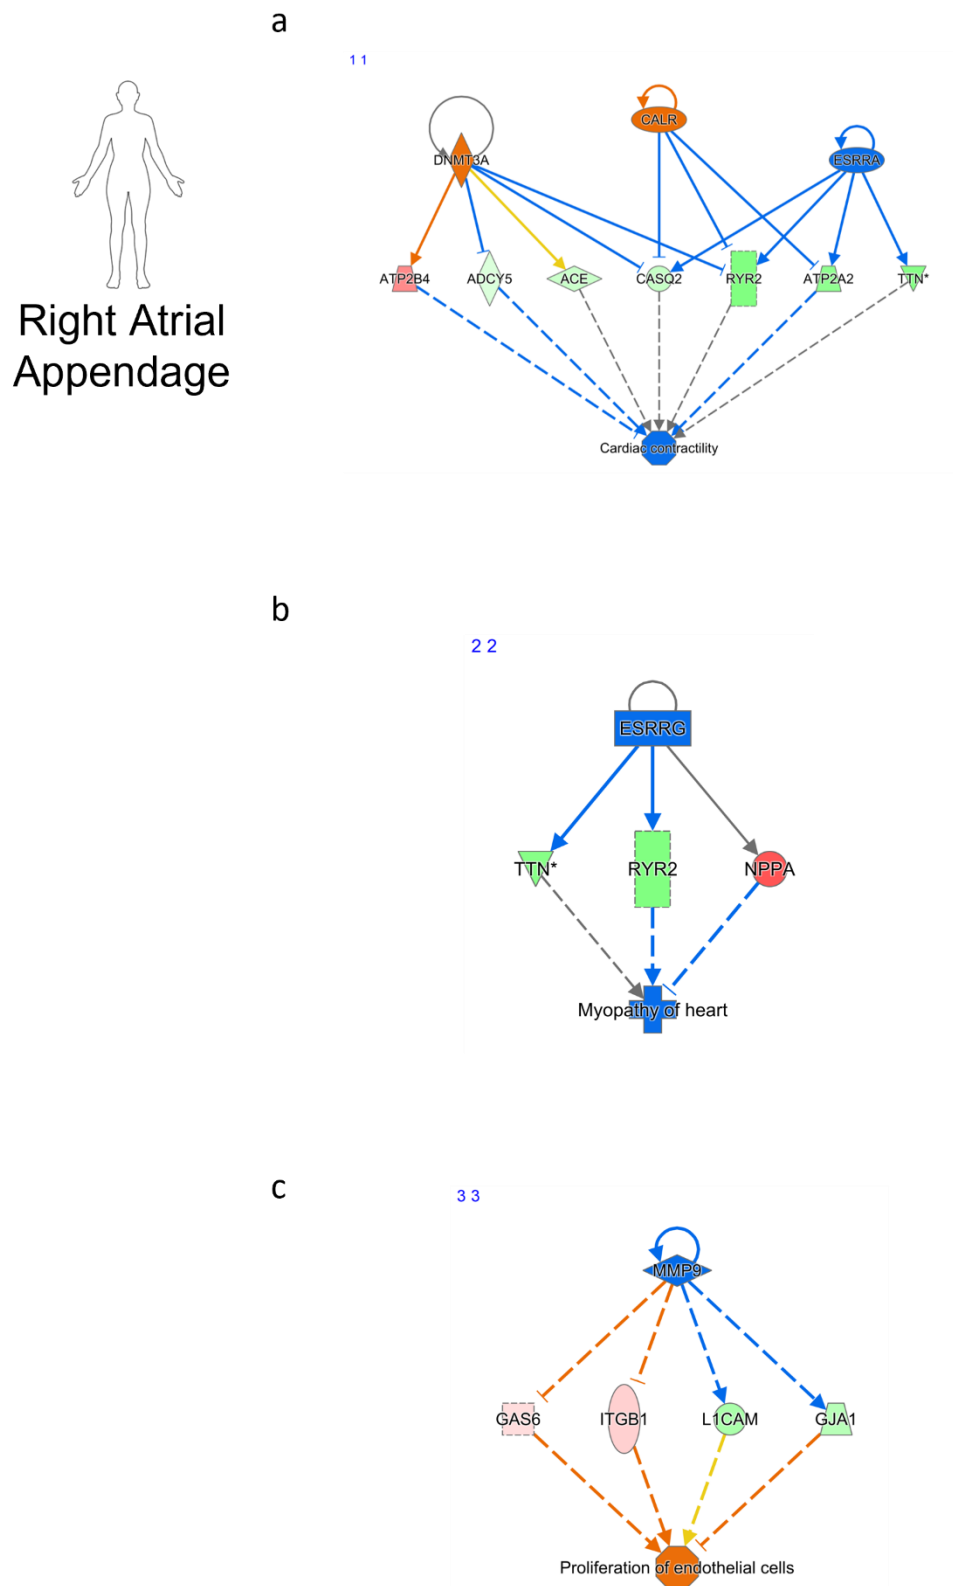 a
1 1
Right Atrial
Appendage
DNMT3A
CALR
ESRRA
ATP2B4
ADCY5
ACE
CASQ2
RYR2
ATP2A2
TTN*
Cardiac contractility
b
2 2
ESRRG
TTN*
RYR2
NPPA
Myopathy of heart
c
3 3
MMP9
GAS6
ITGB1
L1CAM
GJA1
Proliferation of endothelial cells